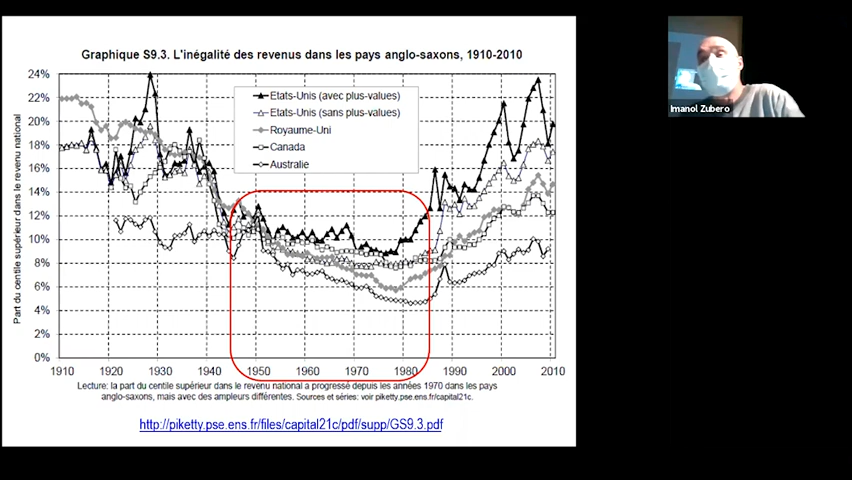 Graphique S9.3. L'inégalité des revenus dans les pays anglo-saxons, 1910-2010
Part du centile supérieur dans le revenu national
24%
22%
20%
18%
16%
14%
12%
10%
8%
6%
4%
2%
0%
Etats-Unis (avec plus-values)
Etats-Unis (sans plus-values)
Royaume-Uni
Canada
Australie
1910 1920 1930 1940 1950 1960 1970 1980 1990 2000 2010
Lecture: la part du centile supérieur dans le revenu national a progressé depuis les années 1970 dans les pays
anglo-saxons, mais avec des ampleurs différentes. Sources et séries: voir piketty.pse.ens.fr/capital21c.
http://piketty.pse.ens.fr/files/capital21c/pdf/supp/GS9.3.pdf
Imanol Zubero